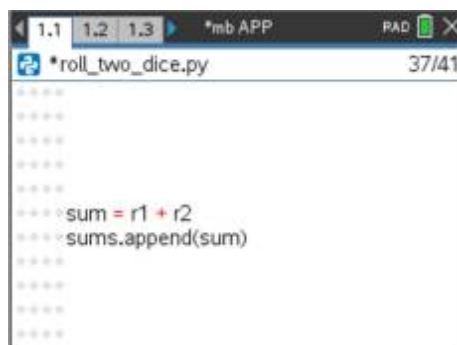 1.1 1.2 1.3 *mb APP RAD
*roll_two_dice.py 37/41
sum = r1 + r2
sums.append(sum)